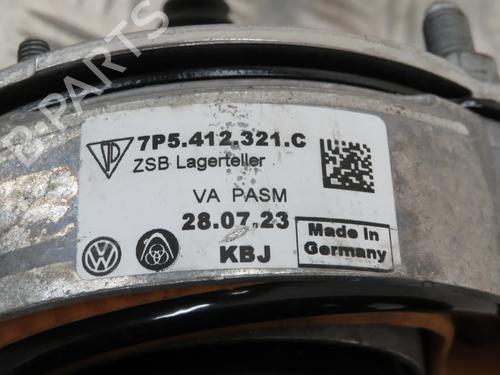 7P5.412.321.C
ZSB Lagerteller
VA PASM
28.07.23
KBJ
Made in
Germany
B-PARTS